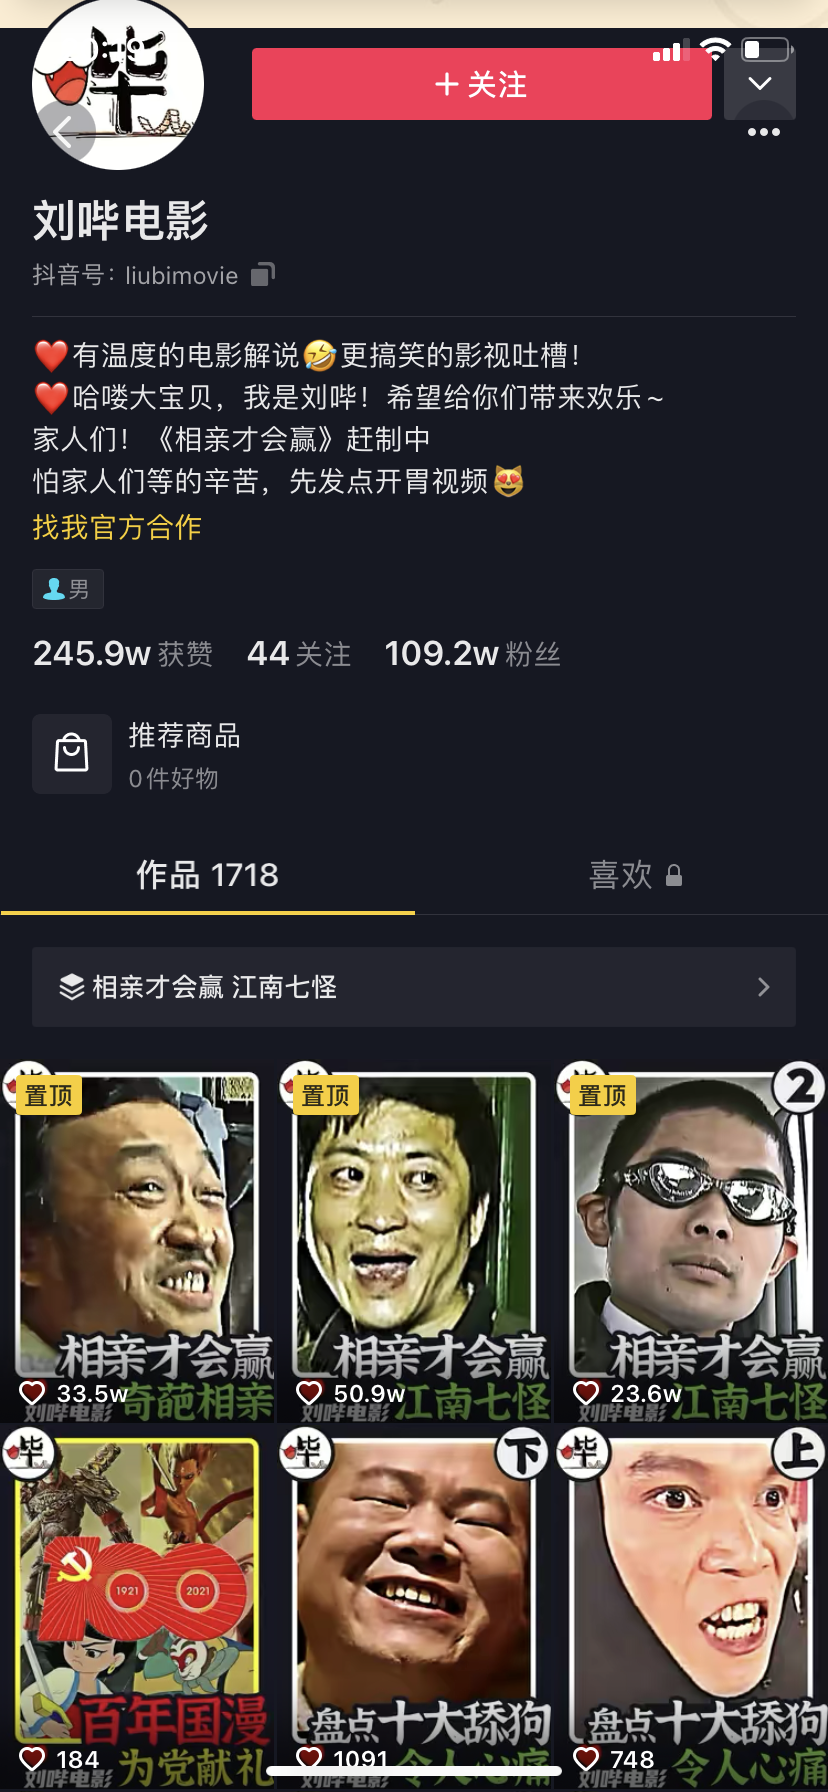 哔
+ 关注
刘哔电影
抖音号：liubimovie
❤️有温度的电影解说🤣更搞笑的影视吐槽！
❤️哈喽大宝贝，我是刘哔！希望给你们带来欢乐~
家人们！《相亲才会赢》赶制中
怕家人们等的辛苦，先发点开胃视频😻
找我官方合作
男
245.9w 获赞 44 关注 109.2w 粉丝
推荐商品
0件好物
作品 1718
喜欢
相亲才会赢 江南七怪
置顶
相亲才会赢
33.5w
刘哔电影
奇葩相亲
置顶
相亲才会赢
50.9w
刘哔电影
江南七怪
置顶
2
相亲才会赢
23.6w
刘哔电影
江南七怪
哔
1921
2021
百年国漫
184
刘哔电影
为党献礼
哔
下
盘点十大舔狗
1091
刘哔电影
令人心痛
哔
上
盘点十大舔狗
748
刘哔电影
令人心痛